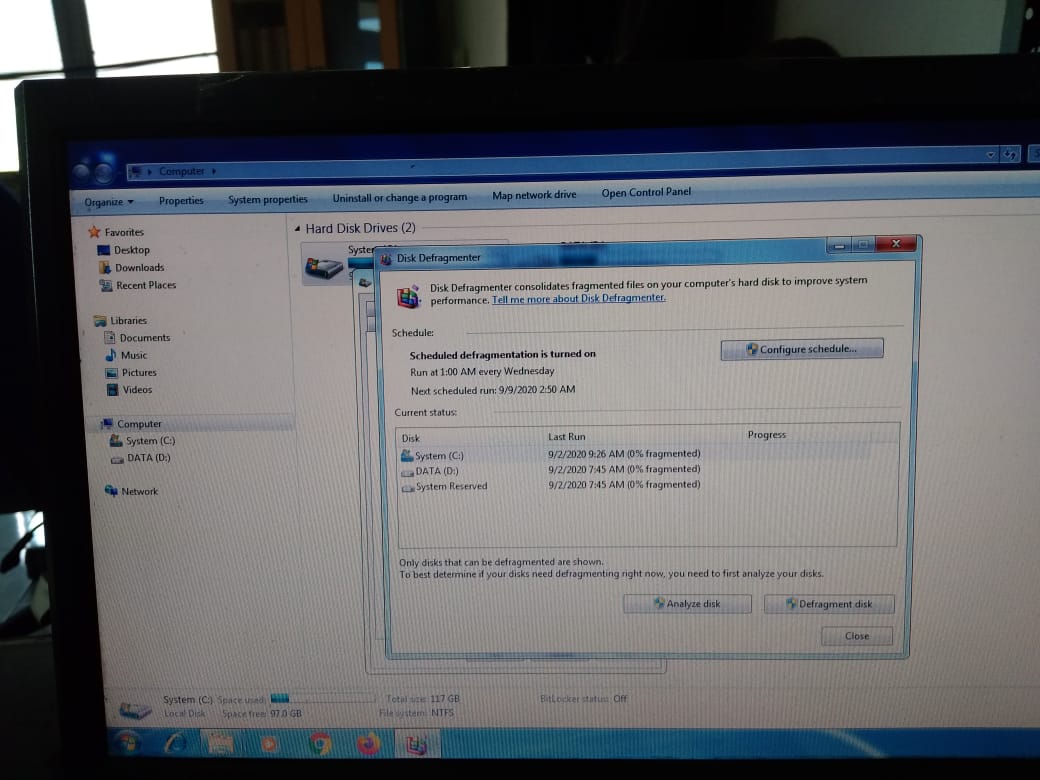 Computer
Organize
Properties
System properties
Uninstall or change a program
Map network drive
Open Control Panel
Favorites
Desktop
Downloads
Recent Places
Libraries
Documents
Music
Pictures
Videos
Computer
System (C:)
DATA (D:)
Network
Hard Disk Drives (2)
Disk Defragmenter
Disk Defragmenter consolidates fragmented files on your computer's hard disk to improve system
performance. Tell me more about Disk Defragmenter.
Schedule:
Scheduled defragmentation is turned on
Configure schedule...
Run at 1:00 AM every Wednesday
Next scheduled run: 9/9/2020 2:50 AM
Current status:
Disk Last Run Progress
System (C:) 9/2/2020 9:26 AM (0% fragmented)
DATA (D:) 9/2/2020 7:45 AM (0% fragmented)
System Reserved 9/2/2020 7:45 AM (0% fragmented)
Only disks that can be defragmented are shown.
To best determine if your disks need defragmenting right now, you need to first analyze your disks.
Analyze disk
Defragment disk
Close
System (C:) Space used: Total size: 117 GB BitLocker status: Off
Local Disk Space free: 97.0 GB File system: NTFS